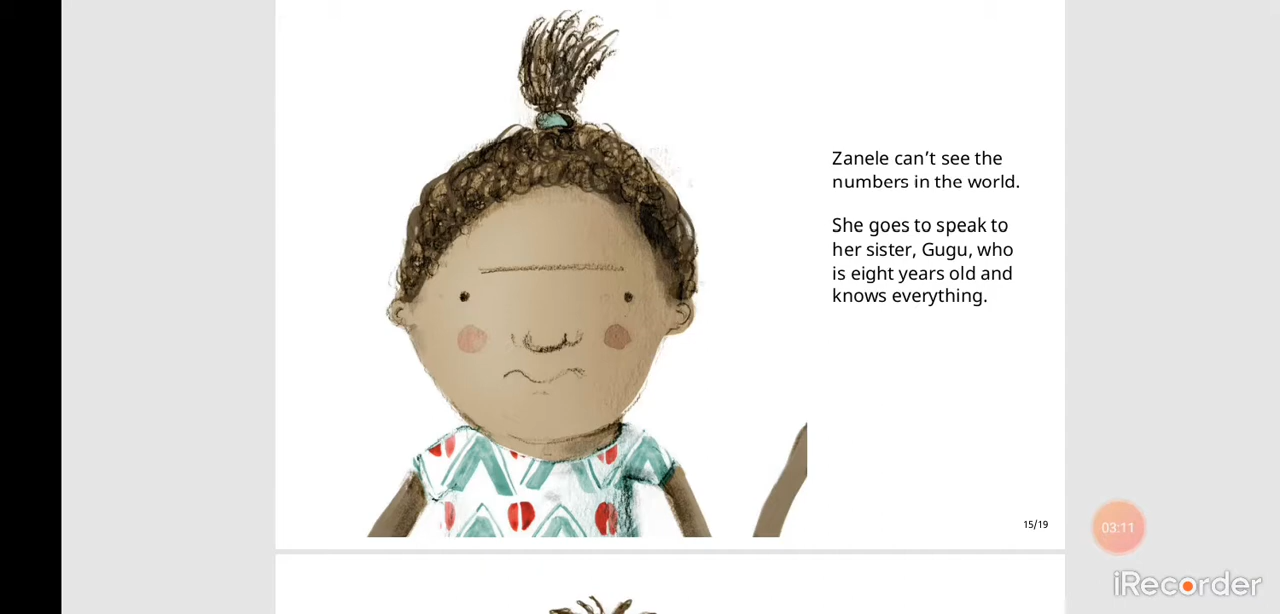 Zanele can’t see the
numbers in the world.
She goes to speak to
her sister, Gugu, who
is eight years old and
knows everything.
15/19
03:11
iRecorder